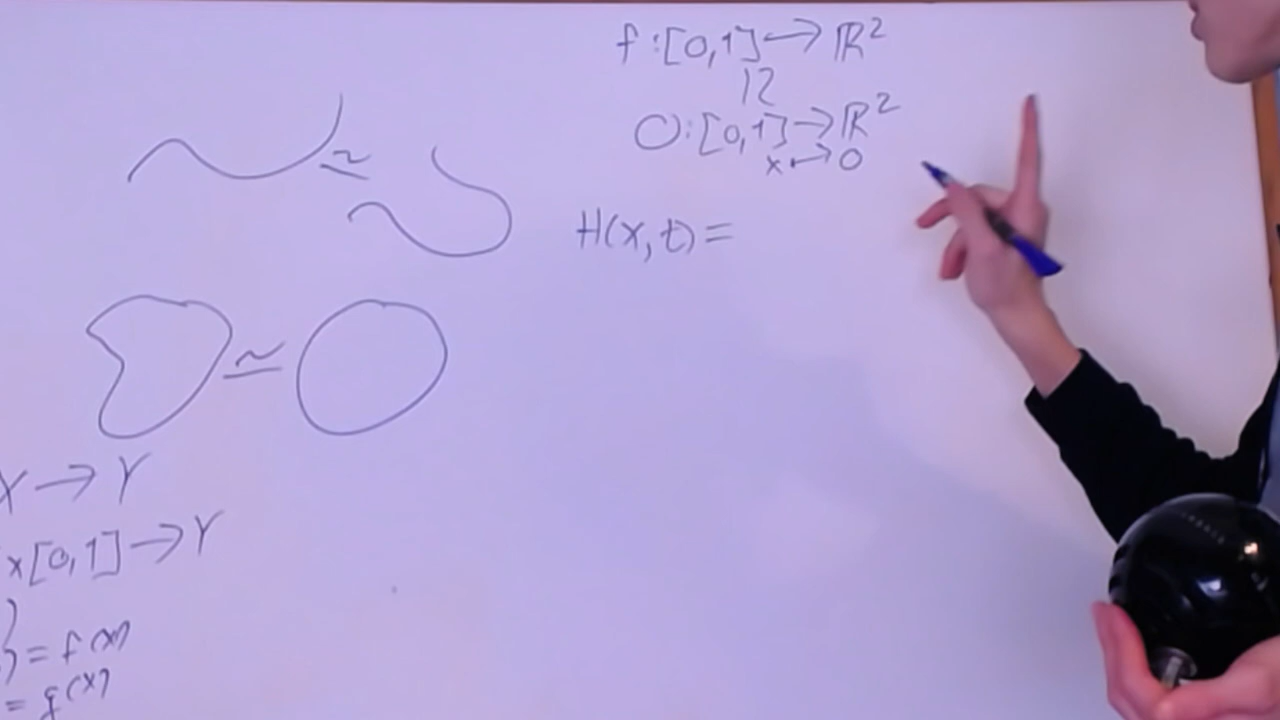 f:[0,1]→ℝ²
≃
0:[0,1]→ℝ²
x↦0
H(x,t)=
≃
≃
X→Y
x[0,1]→Y
)=f(x)
=g(x)